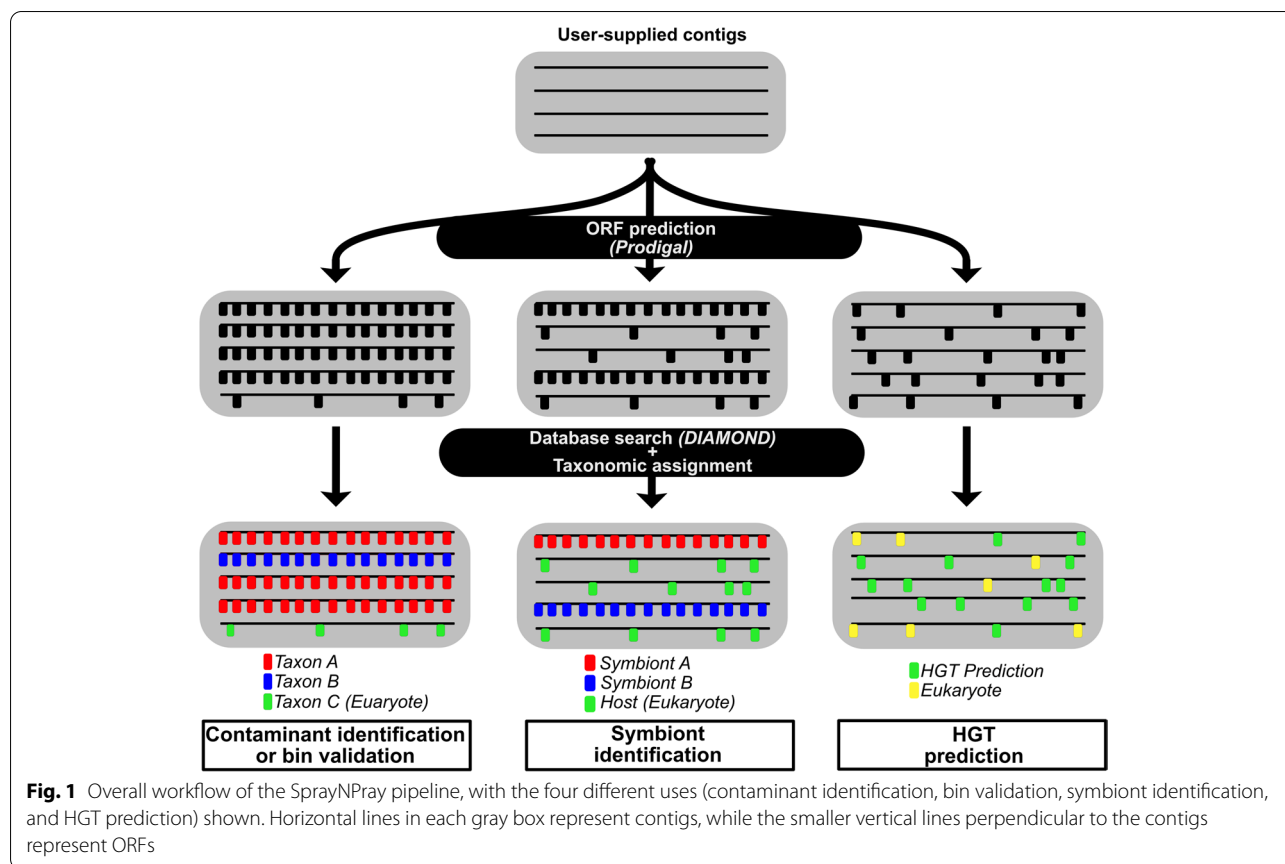 User-supplied contigs
ORF prediction
(Prodigal)
Database search (DIAMOND)
+
Taxonomic assignment
Taxon A
Taxon B
Taxon C (Euaryote)
Symbiont A
Symbiont B
Host (Eukaryote)
HGT Prediction
Eukaryote
Contaminant identification
or bin validation
Symbiont
identification
HGT
prediction
Fig. 1 Overall workflow of the SprayNPray pipeline, with the four different uses (contaminant identification, bin validation, symbiont identification,
and HGT prediction) shown. Horizontal lines in each gray box represent contigs, while the smaller vertical lines perpendicular to the contigs
represent ORFs